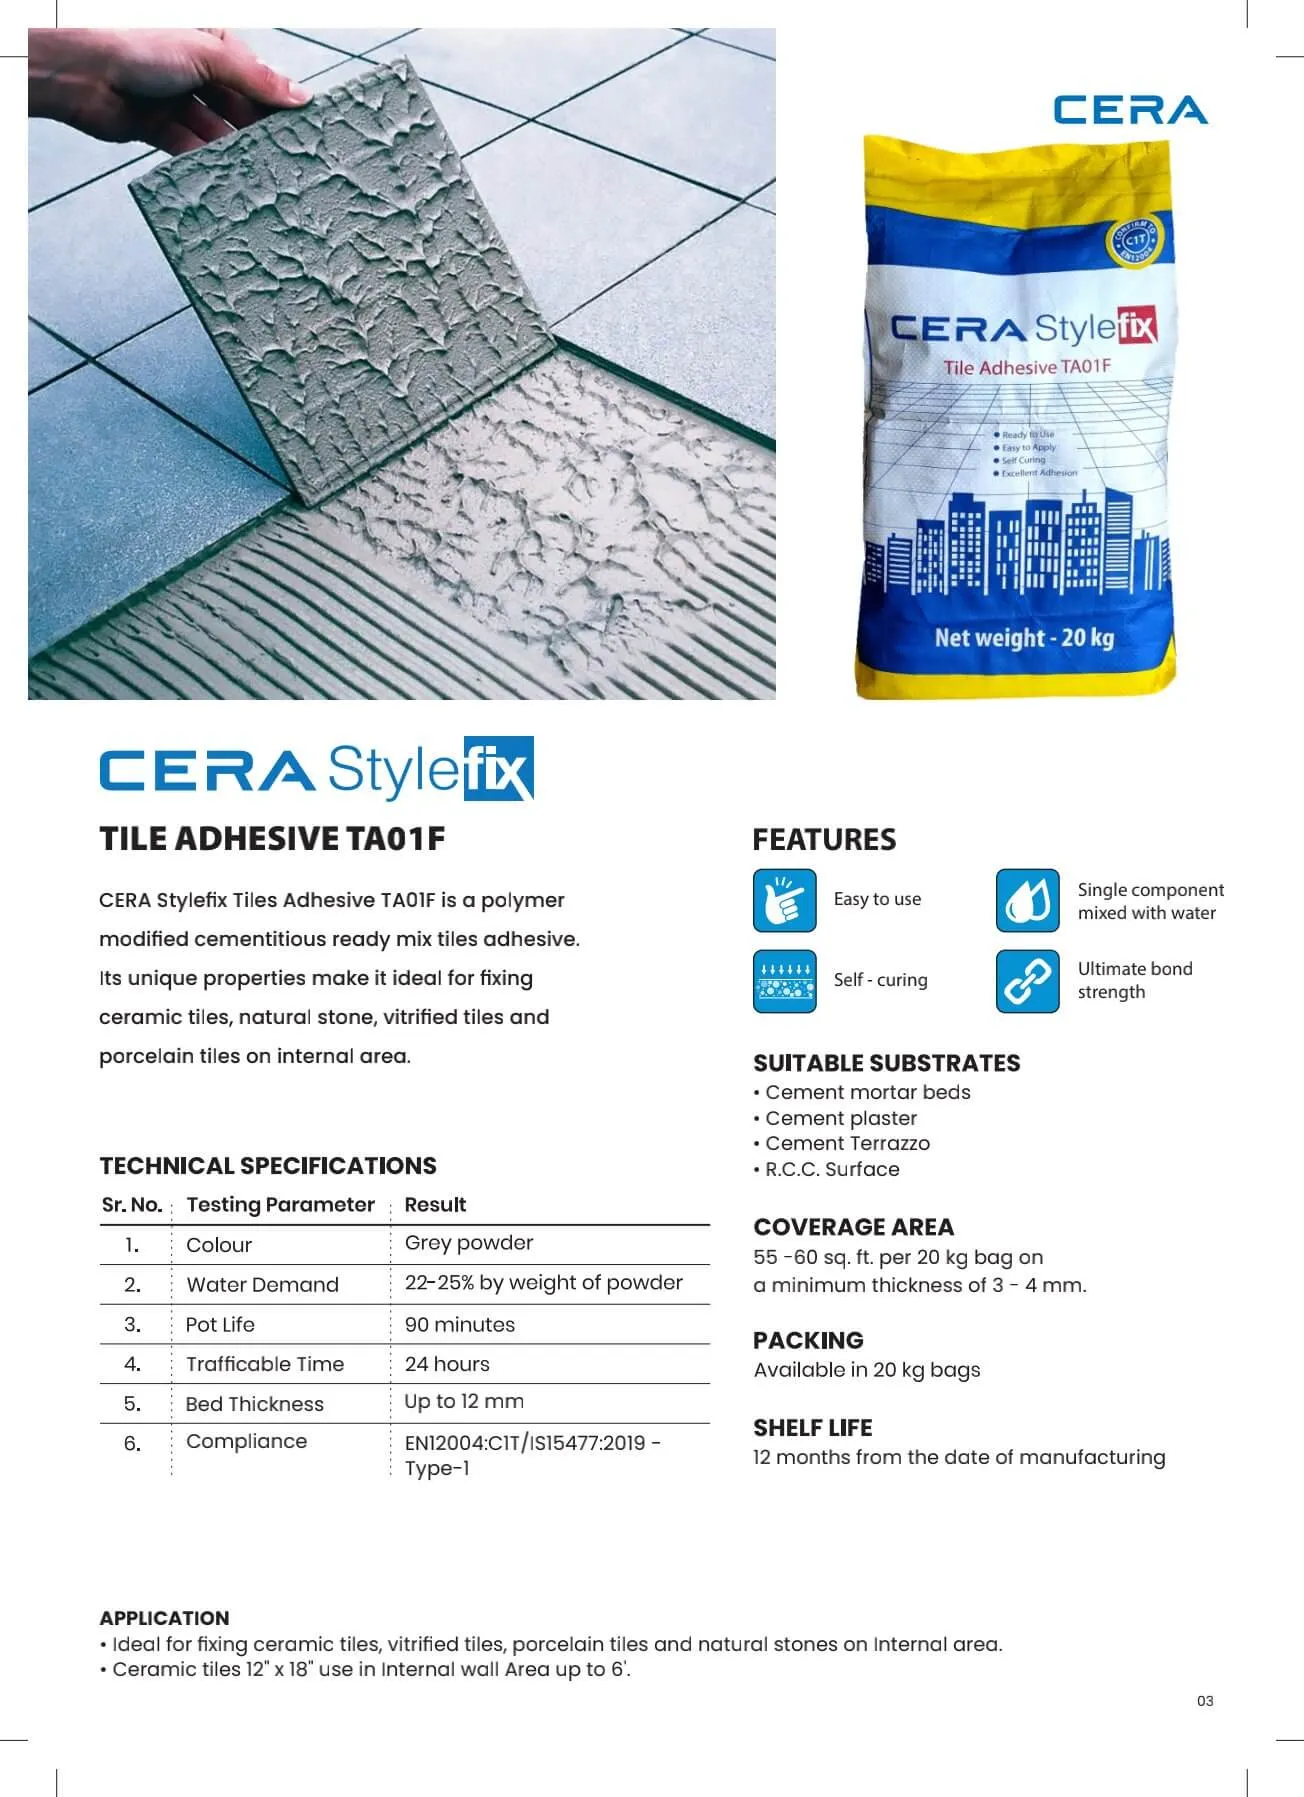 CERA
CONFIRM TO
C1T
EN12004
CERA Stylefix
Tile Adhesive TA01F
• Ready to Use
• Easy to Apply
• Self Curing
• Excellent Adhesion
Net weight - 20 kg
CERA Stylefix
TILE ADHESIVE TA01F
CERA Stylefix Tiles Adhesive TA01F is a polymer
modified cementitious ready mix tiles adhesive.
Its unique properties make it ideal for fixing
ceramic tiles, natural stone, vitrified tiles and
porcelain tiles on internal area.
TECHNICAL SPECIFICATIONS
Sr. No. Testing Parameter Result
1. Colour Grey powder
2. Water Demand 22-25% by weight of powder
3. Pot Life 90 minutes
4. Trafficable Time 24 hours
5. Bed Thickness Up to 12 mm
6. Compliance EN12004:C1T/IS15477:2019 -
Type-1
FEATURES
Easy to use
Single component
mixed with water
Self - curing
Ultimate bond
strength
SUITABLE SUBSTRATES
• Cement mortar beds
• Cement plaster
• Cement Terrazzo
• R.C.C. Surface
COVERAGE AREA
55 -60 sq. ft. per 20 kg bag on
a minimum thickness of 3 - 4 mm.
PACKING
Available in 20 kg bags
SHELF LIFE
12 months from the date of manufacturing
APPLICATION
• Ideal for fixing ceramic tiles, vitrified tiles, porcelain tiles and natural stones on Internal area.
• Ceramic tiles 12" x 18" use in Internal wall Area up to 6'.
03